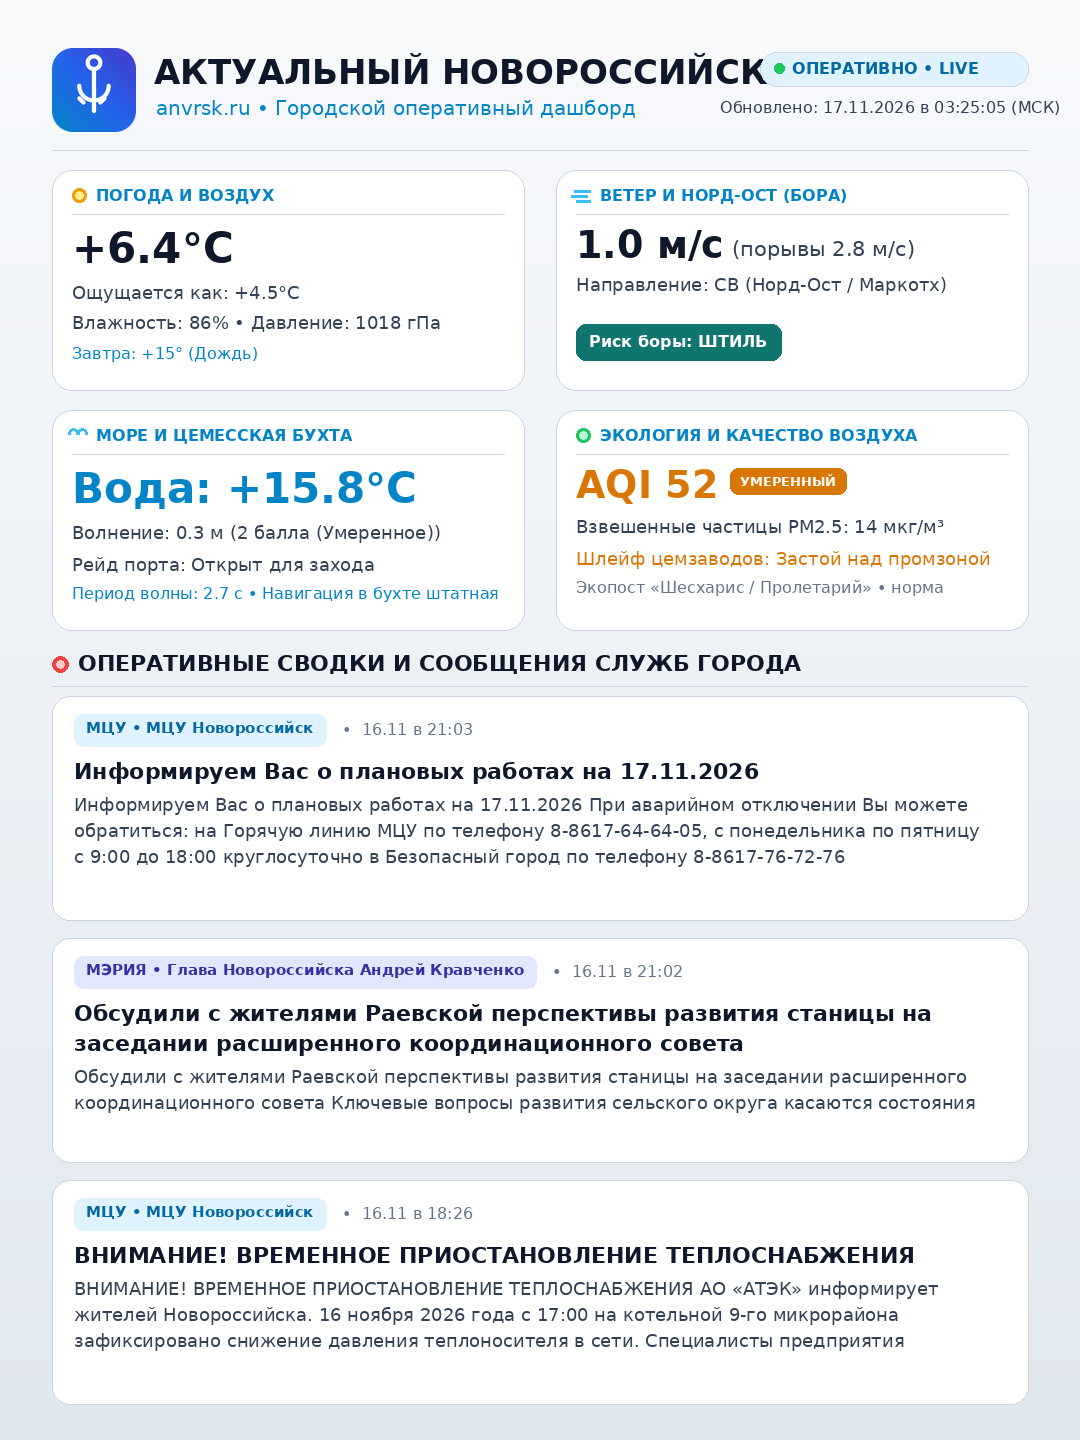 АКТУАЛЬНЫЙ НОВОРОССИЙСК
ОПЕРАТИВНО • LIVE
anvrsk.ru • Городской оперативный дашборд
Обновлено: 17.11.2026 в 03:25:05 (МСК)
ПОГОДА И ВОЗДУХ
+6.4°C
Ощущается как: +4.5°C
Влажность: 86% • Давление: 1018 гПа
Завтра: +15° (Дождь)
ВЕТЕР И НОРД-ОСТ (БОРА)
1.0 м/с (порывы 2.8 м/с)
Направление: СВ (Норд-Ост / Маркотх)
Риск боры: ШТИЛЬ
МОРЕ И ЦЕМЕССКАЯ БУХТА
Вода: +15.8°C
Волнение: 0.3 м (2 балла (Умеренное))
Рейд порта: Открыт для захода
Период волны: 2.7 с • Навигация в бухте штатная
ЭКОЛОГИЯ И КАЧЕСТВО ВОЗДУХА
AQI 52 УМЕРЕННЫЙ
Взвешенные частицы PM2.5: 14 мкг/м³
Шлейф цемзаводов: Застой над промзоной
Экопост «Шесхарис / Пролетарий» • норма
ОПЕРАТИВНЫЕ СВОДКИ И СООБЩЕНИЯ СЛУЖБ ГОРОДА
МЦУ • МЦУ Новороссийск • 16.11 в 21:03
Информируем Вас о плановых работах на 17.11.2026
Информируем Вас о плановых работах на 17.11.2026 При аварийном отключении Вы можете
обратиться: на Горячую линию МЦУ по телефону 8-8617-64-64-05, с понедельника по пятницу
с 9:00 до 18:00 круглосуточно в Безопасный город по телефону 8-8617-76-72-76
МЭРИЯ • Глава Новороссийска Андрей Кравченко • 16.11 в 21:02
Обсудили с жителями Раевской перспективы развития станицы на
заседании расширенного координационного совета
Обсудили с жителями Раевской перспективы развития станицы на заседании расширенного
координационного совета Ключевые вопросы развития сельского округа касаются состояния
МЦУ • МЦУ Новороссийск • 16.11 в 18:26
ВНИМАНИЕ! ВРЕМЕННОЕ ПРИОСТАНОВЛЕНИЕ ТЕПЛОСНАБЖЕНИЯ
ВНИМАНИЕ! ВРЕМЕННОЕ ПРИОСТАНОВЛЕНИЕ ТЕПЛОСНАБЖЕНИЯ АО «АТЭК» информирует
жителей Новороссийска. 16 ноября 2026 года с 17:00 на котельной 9-го микрорайона
зафиксировано снижение давления теплоносителя в сети. Специалисты предприятия